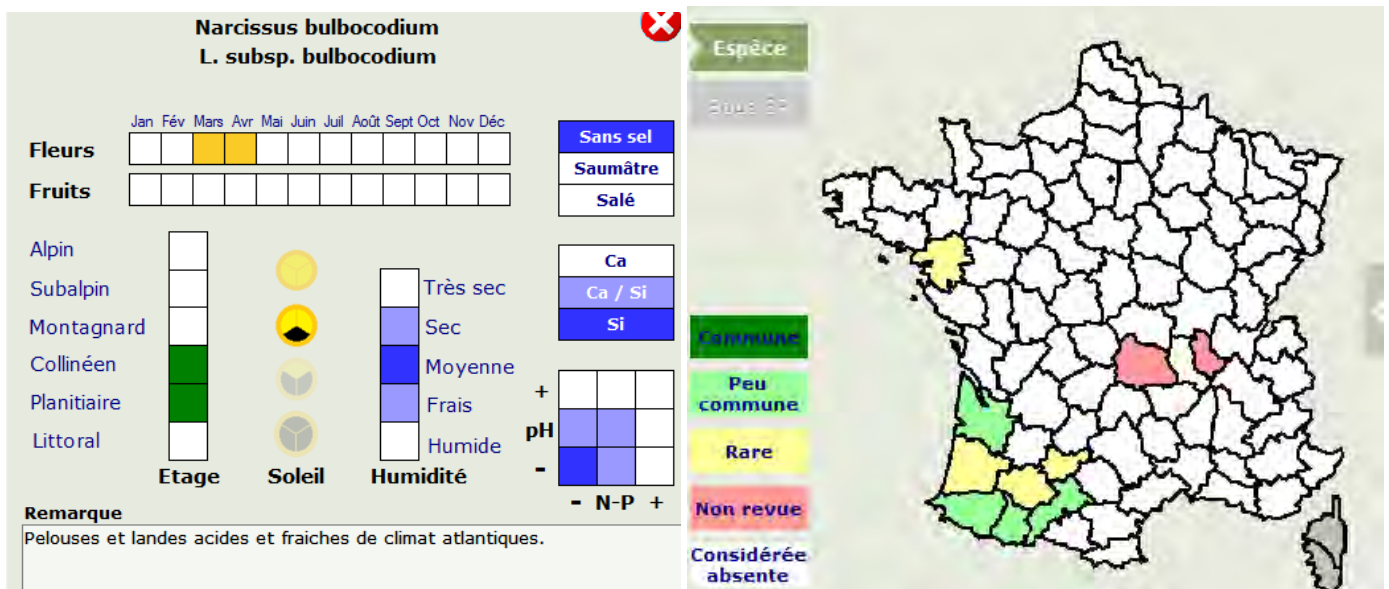 Narcissus bulbocodium
L. subsp. bulbocodium
Jan Fév Mars Avr Mai Juin Juil Août Sept Oct Nov Déc
Fleurs
Fruits
Sans sel
Saumâtre
Salé
Alpin
Subalpin
Montagnard
Collinéen
Planitiaire
Littoral
Etage
Soleil
Très sec
Sec
Moyenne
Frais
Humide
Humidité
Ca
Ca / Si
Si
+
pH
-
- N-P +
Remarque
Pelouses et landes acides et fraiches de climat atlantiques.
Espèce
Sous SP
Commune
Peu
commune
Rare
Non revue
Considérée
absente